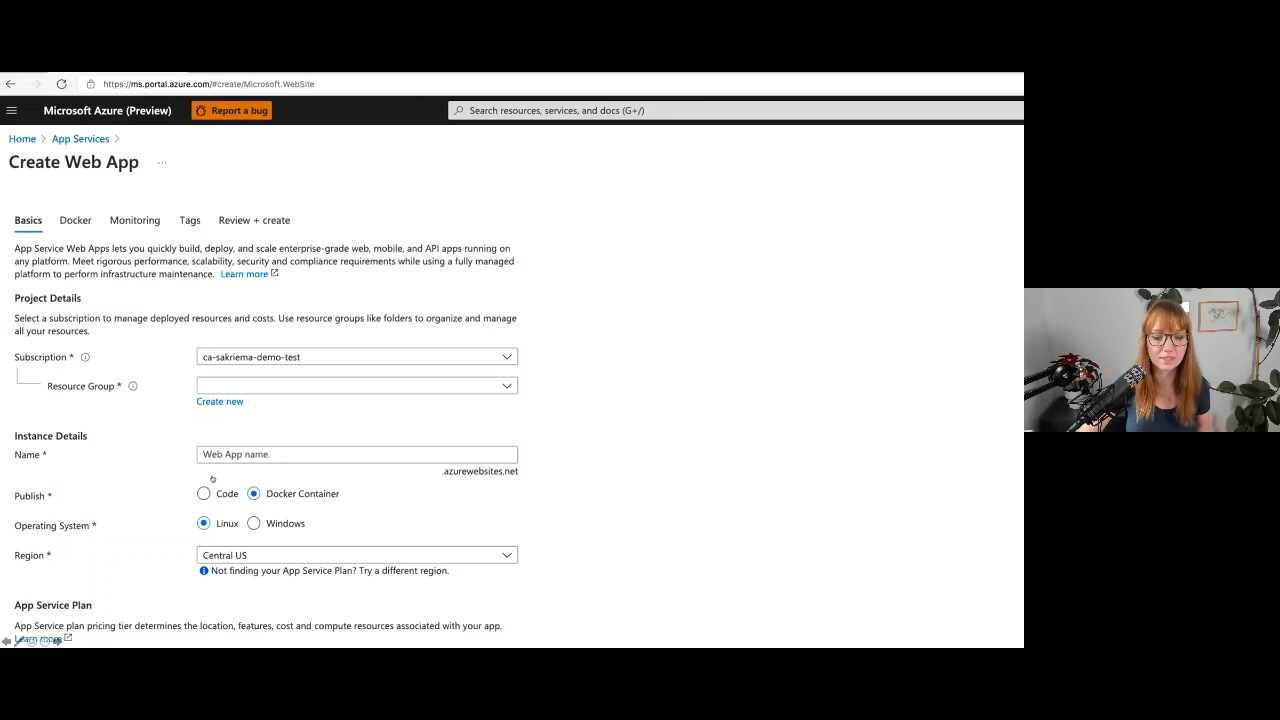 https://ms.portal.azure.com/#create/Microsoft.WebSite
Microsoft Azure (Preview) Report a bug Search resources, services, and docs (G+/)
Home > App Services >
Create Web App ...
Basics Docker Monitoring Tags Review + create
App Service Web Apps lets you quickly build, deploy, and scale enterprise-grade web, mobile, and API apps running on
any platform. Meet rigorous performance, scalability, security and compliance requirements while using a fully managed
platform to perform infrastructure maintenance. Learn more
Project Details
Select a subscription to manage deployed resources and costs. Use resource groups like folders to organize and manage
all your resources.
Subscription * ca-sakriema-demo-test
Resource Group *
Create new
Instance Details
Name * Web App name.
.azurewebsites.net
Publish * Code Docker Container
Operating System * Linux Windows
Region * Central US
Not finding your App Service Plan? Try a different region.
App Service Plan
App Service plan pricing tier determines the location, features, cost and compute resources associated with your app.
Learn more